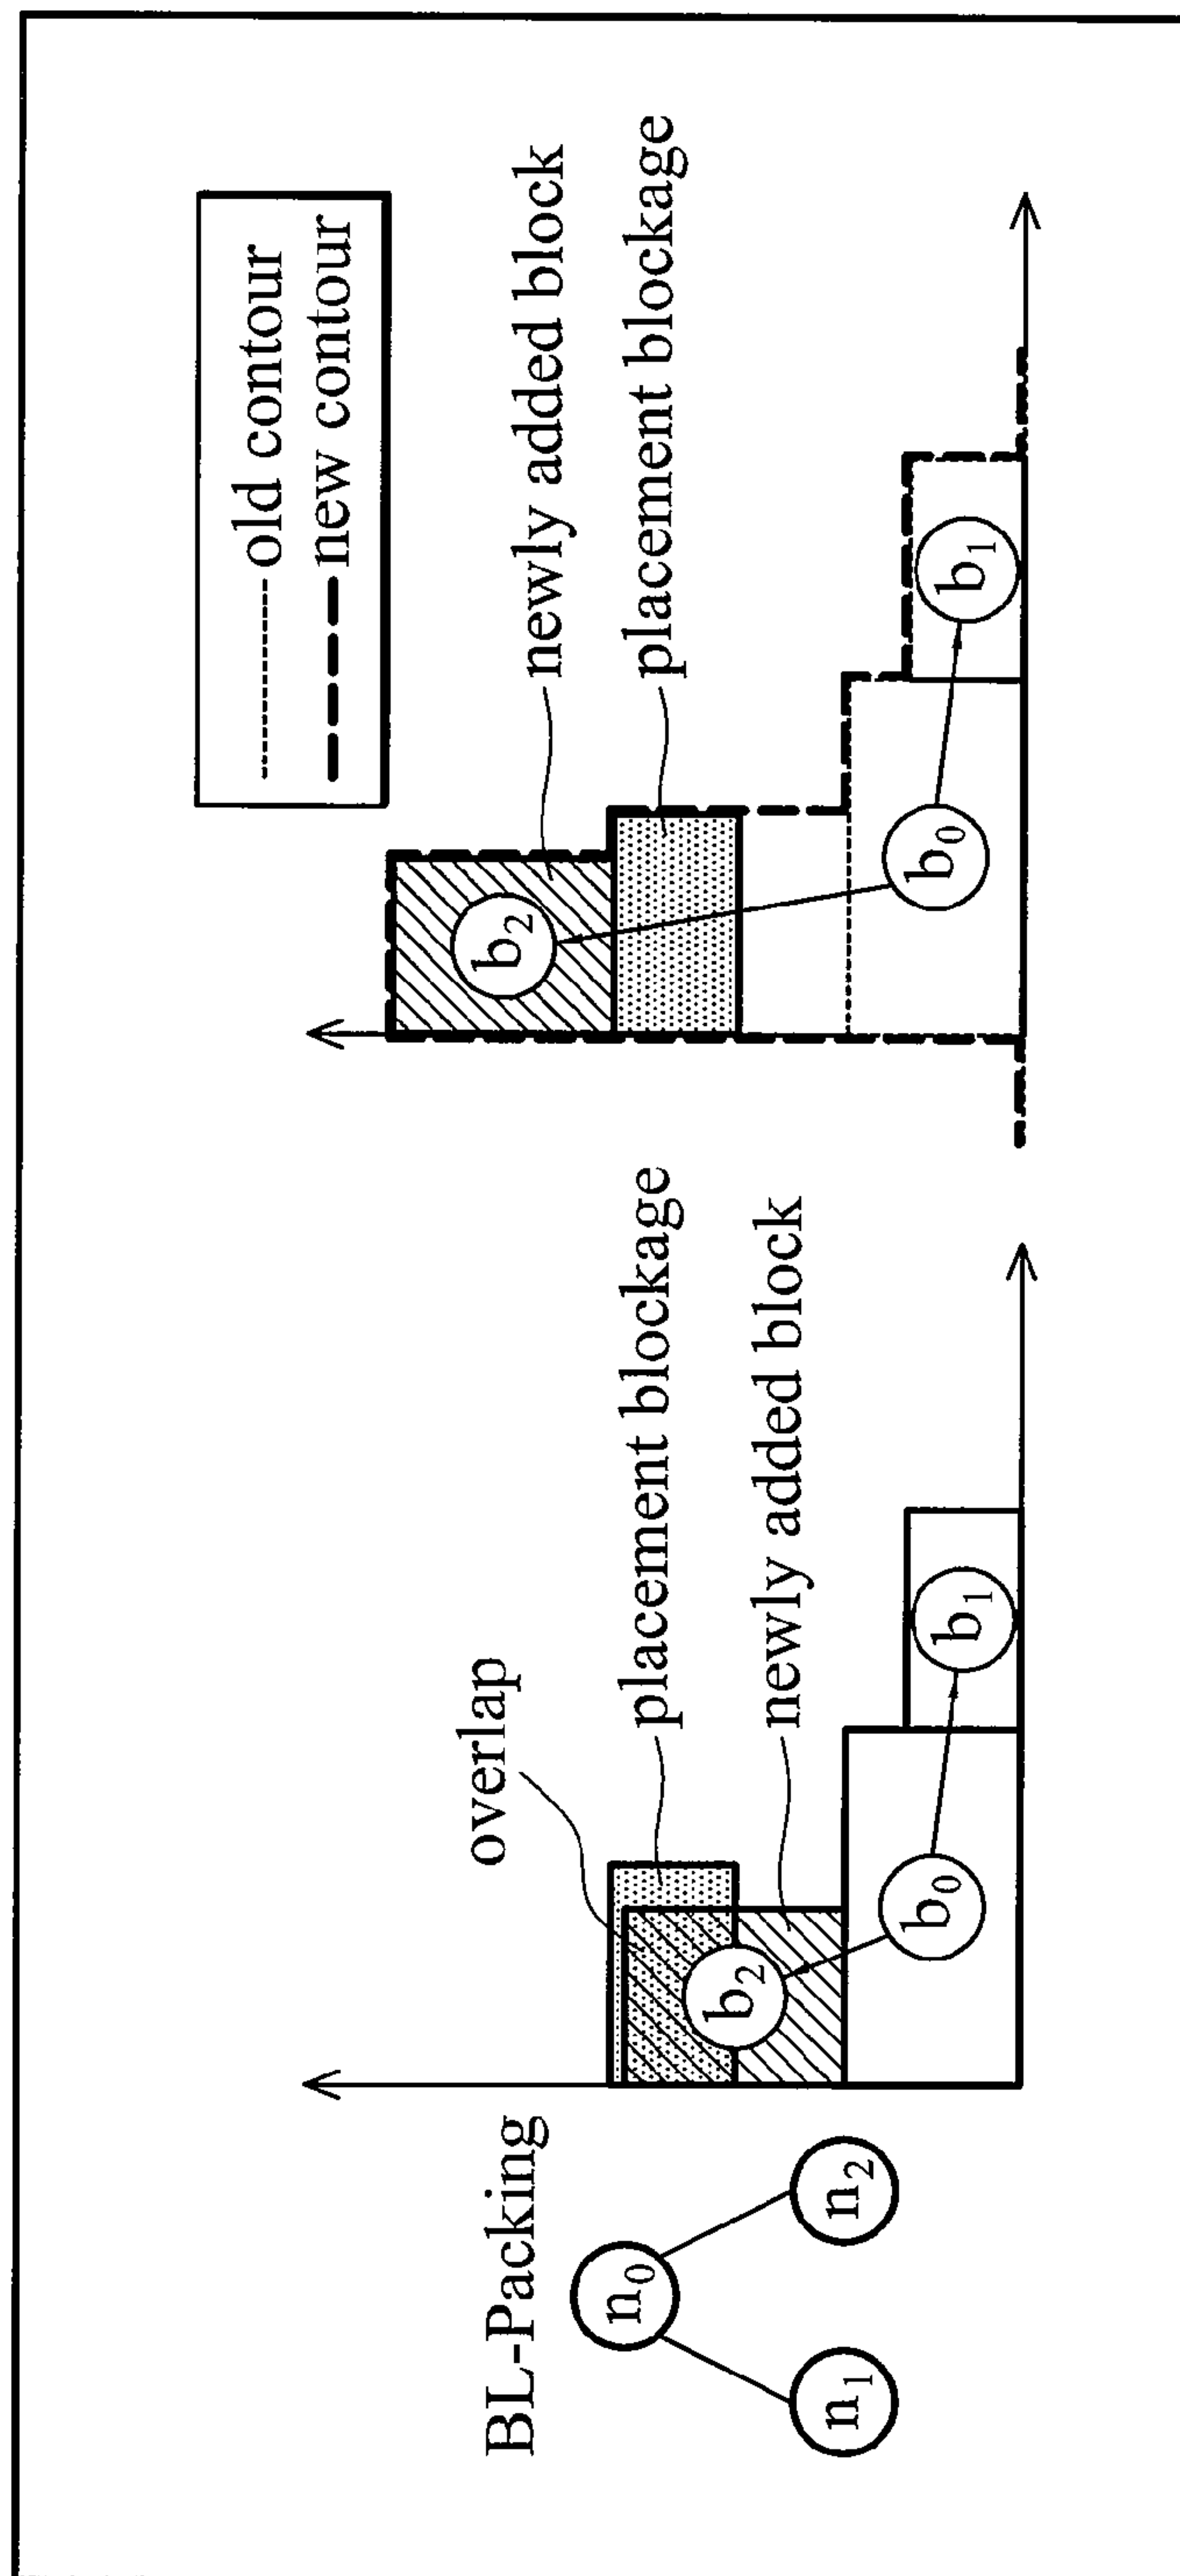 BL-Packing
n0
n1
n2
overlap
placement blockage
newly added block
b2
b0
b1
old contour
new contour
newly added block
placement blockage
b2
b0
b1